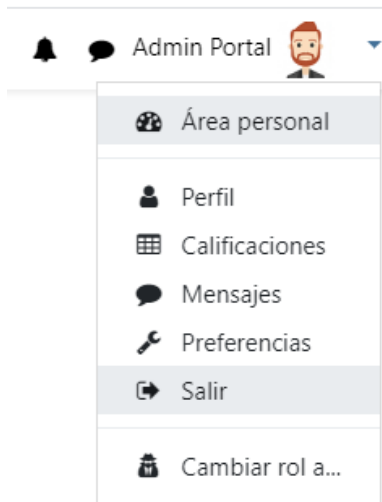 Admin Portal
Área personal
Perfil
Calificaciones
Mensajes
Preferencias
Salir
Cambiar rol a...